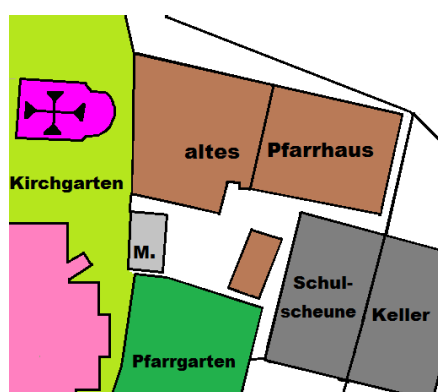 altes Pfarrhaus
Kirchgarten
M.
Schul-
scheune
Keller
Pfarrgarten